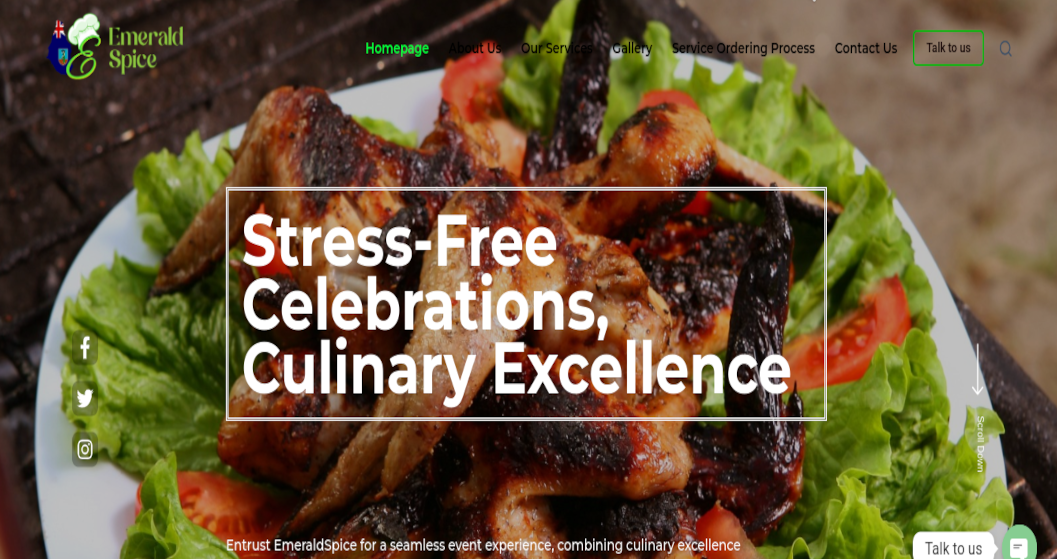 Emerald
Spice
Homepage
About Us
Our Services
Gallery
Service Ordering Process
Contact Us
Talk to us
Stress-Free
Celebrations,
Culinary Excellence
Scroll Down
Entrust EmeraldSpice for a seamless event experience, combining culinary excellence
Talk to us